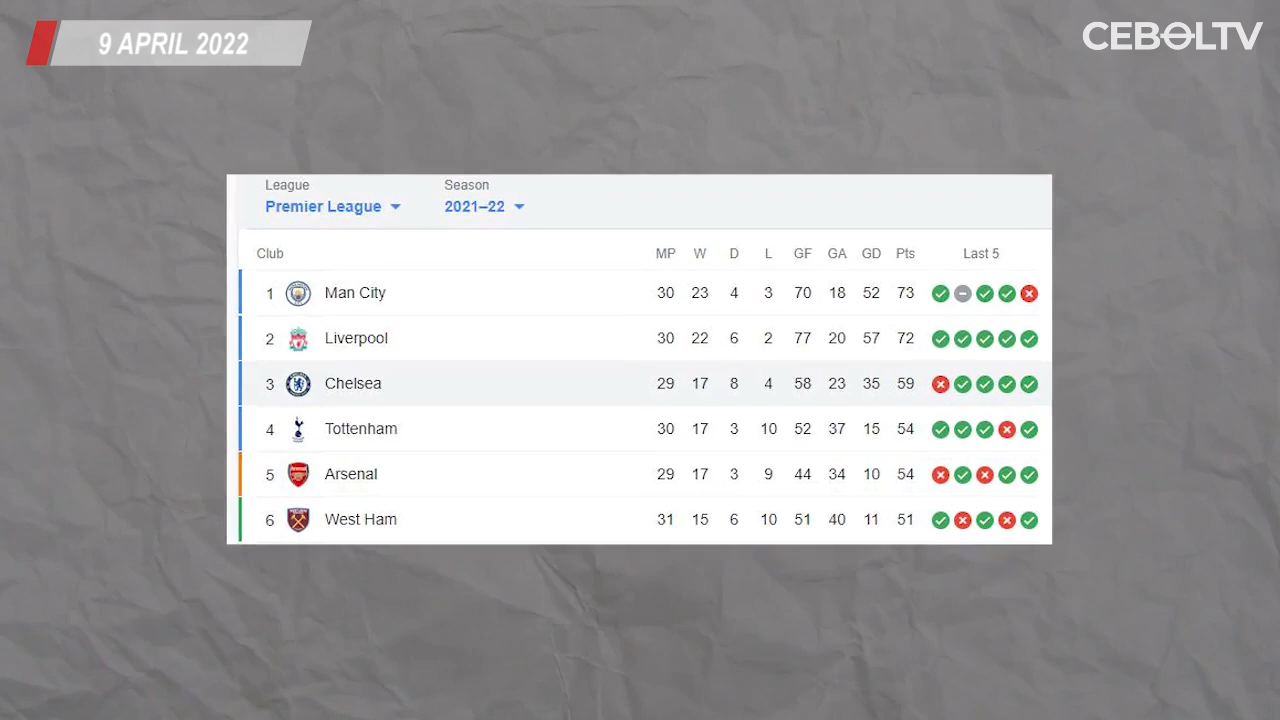 9 APRIL 2022
CEBOLTV
League Season
Premier League 2021–22
Club MP W D L GF GA GD Pts Last 5
1 Man City 30 23 4 3 70 18 52 73
2 Liverpool 30 22 6 2 77 20 57 72
3 Chelsea 29 17 8 4 58 23 35 59
4 Tottenham 30 17 3 10 52 37 15 54
5 Arsenal 29 17 3 9 44 34 10 54
6 West Ham 31 15 6 10 51 40 11 51